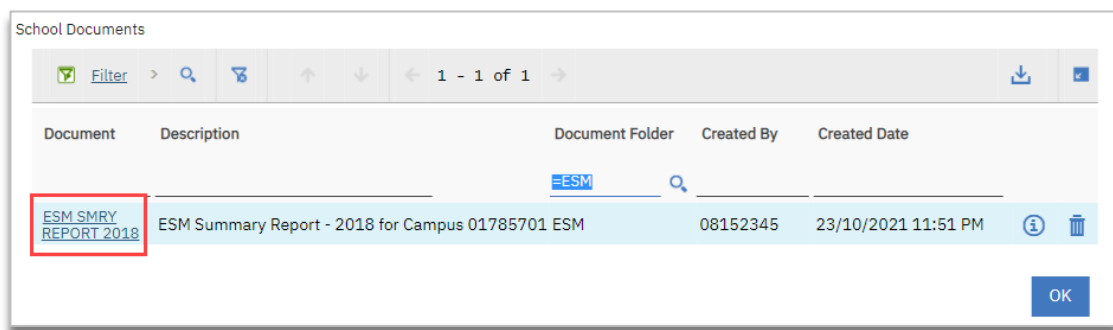 School Documents
Filter > 1 - 1 of 1
Document Description Document Folder Created By Created Date
=ESM
ESM SMRY
REPORT 2018 ESM Summary Report - 2018 for Campus 01785701 ESM 08152345 23/10/2021 11:51 PM
OK